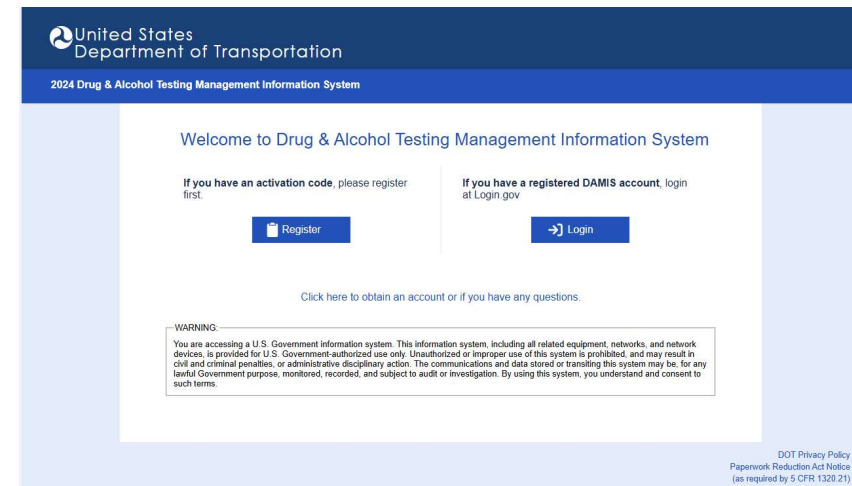 United States
Department of Transportation
2024 Drug & Alcohol Testing Management Information System
Welcome to Drug & Alcohol Testing Management Information System
If you have an activation code, please register
first.
Register
If you have a registered DAMIS account, login
at Login.gov
Login
Click here to obtain an account or if you have any questions.
WARNING:
You are accessing a U.S. Government information system. This information system, including all related equipment, networks, and network
devices, is provided for U.S. Government-authorized use only. Unauthorized or improper use of this system is prohibited, and may result in
civil and criminal penalties, or administrative disciplinary action. The communications and data stored or transiting this system may be, for any
lawful Government purpose, monitored, recorded, and subject to audit or investigation. By using this system, you understand and consent to
such terms.
DOT Privacy Policy
Paperwork Reduction Act Notice
(as required by 5 CFR 1320.21)